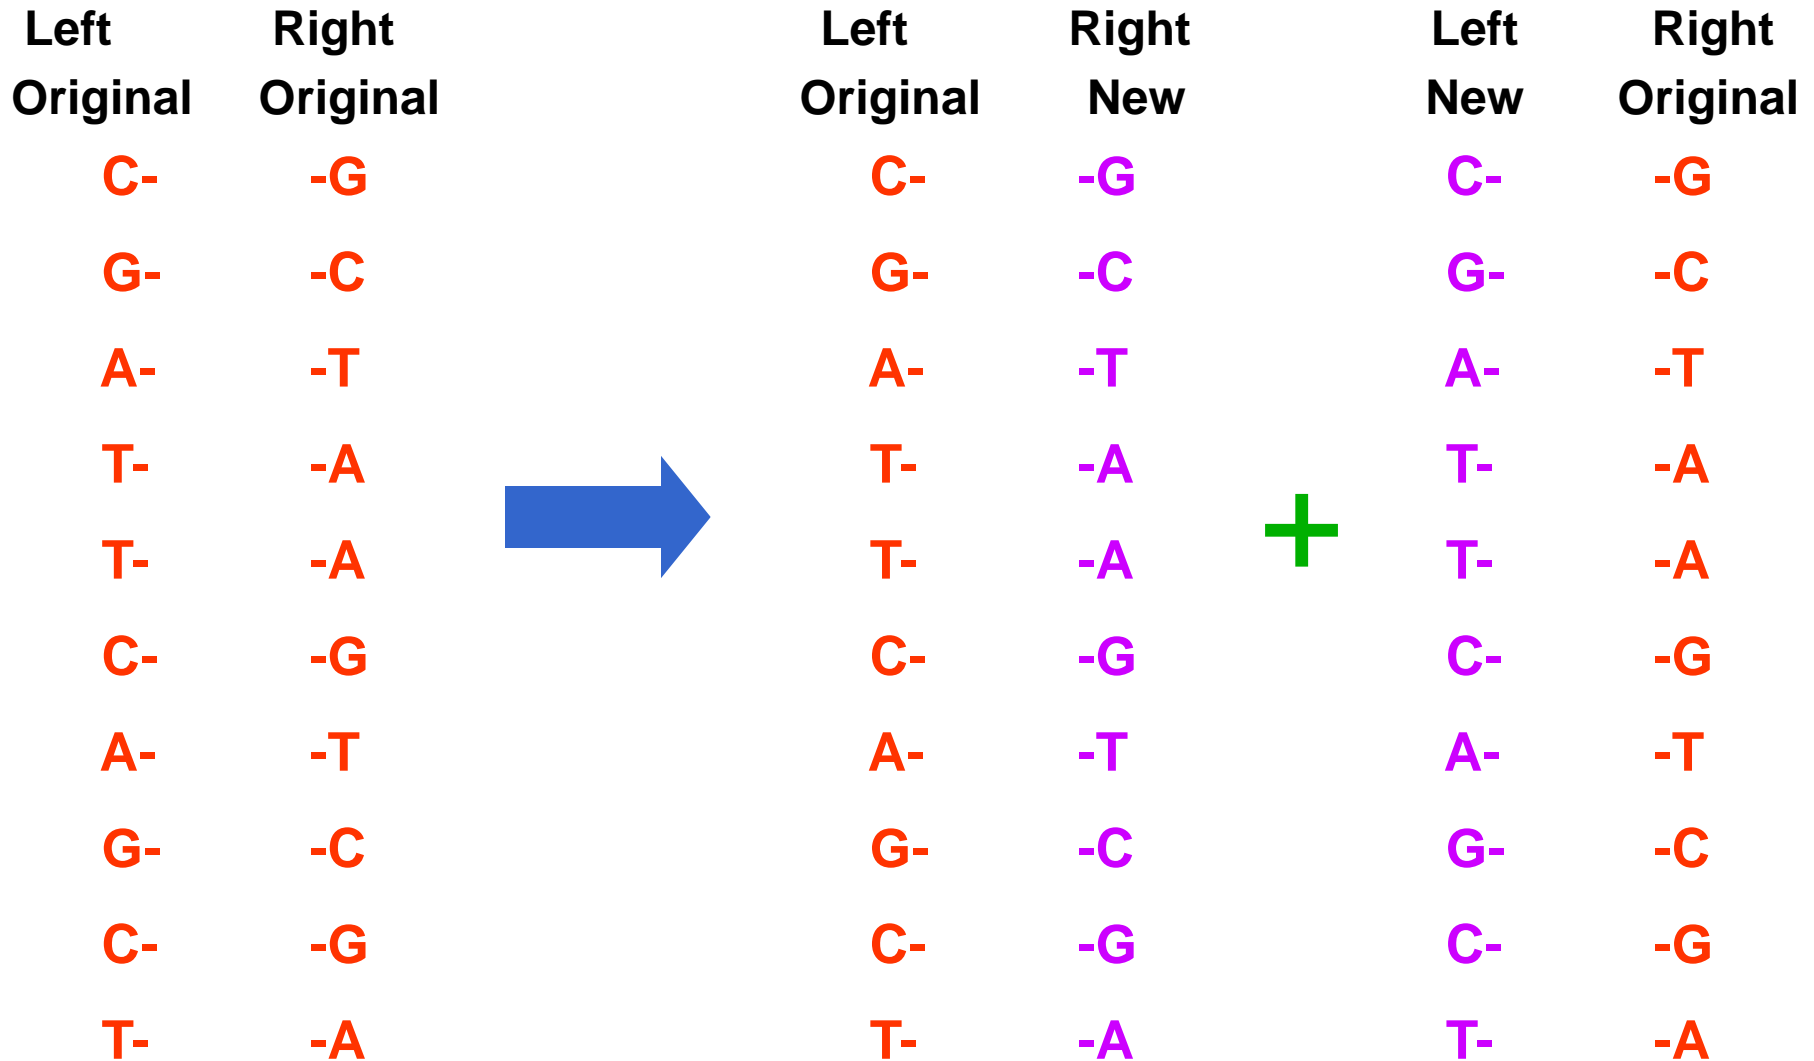 Left Right Left Right Left Right
Original Original Original New New Original
C- -G C- -G C- -G
G- -C G- -C G- -C
A- -T A- -T A- -T
T- -A T- -A T- -A
T- -A T- -A T- -A
C- -G C- -G C- -G
A- -T A- -T A- -T
G- -C G- -C G- -C
C- -G C- -G C- -G
T- -A T- -A T- -A